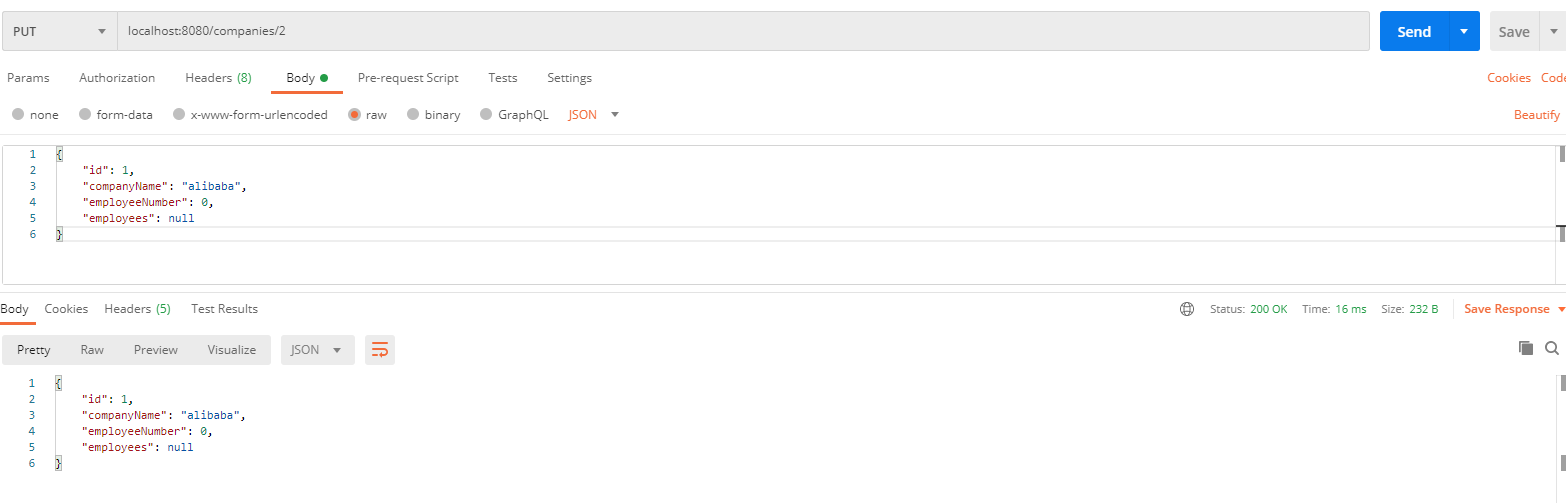 PUT localhost:8080/companies/2 Send Save
Params Authorization Headers (8) Body Pre-request Script Tests Settings Cookies Code
none form-data x-www-form-urlencoded raw binary GraphQL JSON Beautify
1 {
2 "id": 1,
3 "companyName": "alibaba",
4 "employeeNumber": 0,
5 "employees": null
6 }
Body Cookies Headers (5) Test Results Status: 200 OK Time: 16 ms Size: 232 B Save Response
Pretty Raw Preview Visualize JSON
1 {
2 "id": 1,
3 "companyName": "alibaba",
4 "employeeNumber": 0,
5 "employees": null
6 }